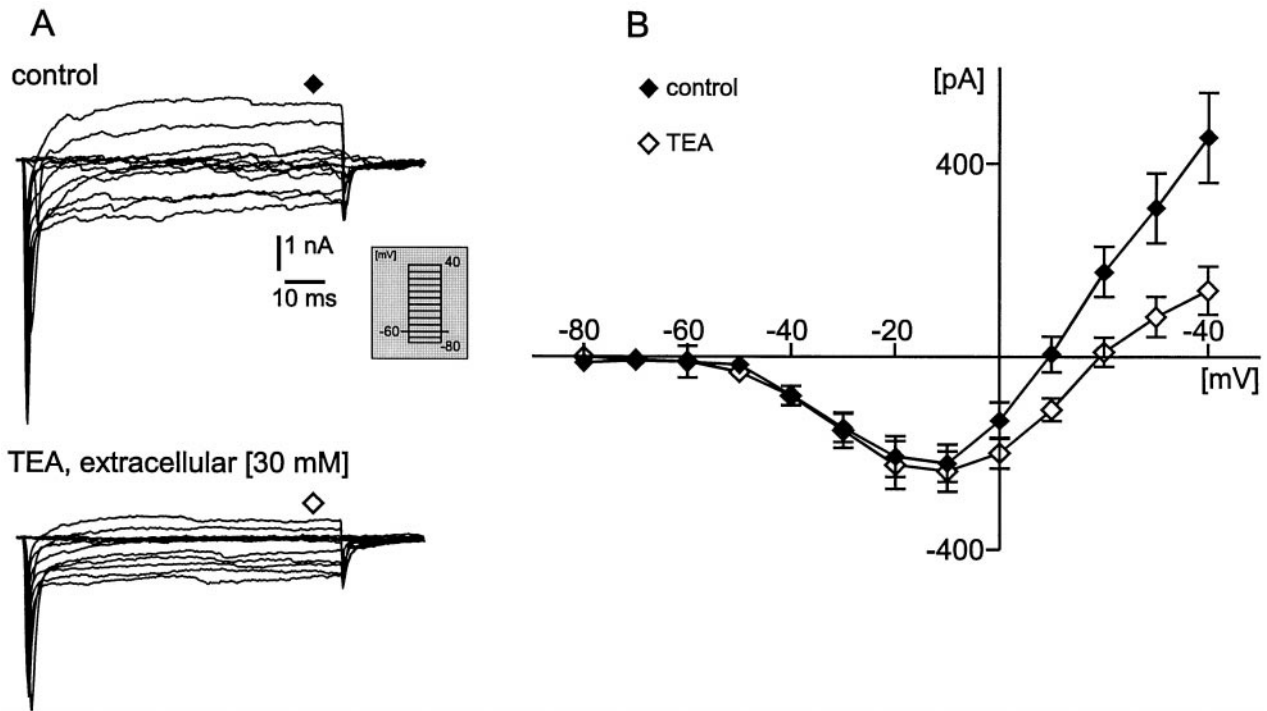 A
control
1 nA
10 ms
[mV]
40
-60
-80
TEA, extracellular [30 mM]
B
control
TEA
[pA]
400
-80
-60
-40
-20
-40
[mV]
-400